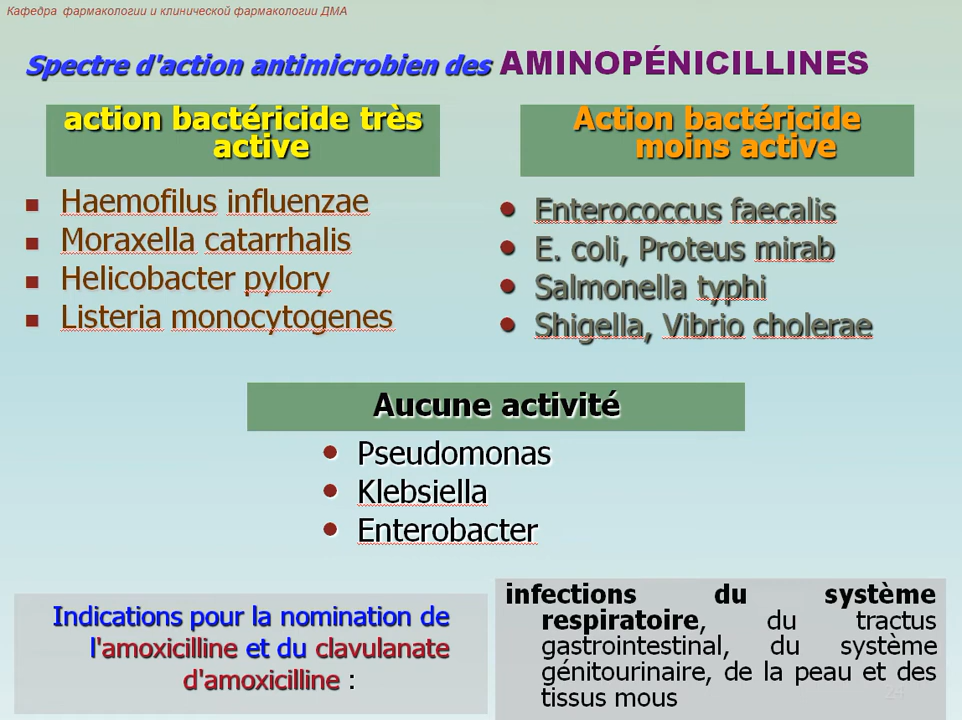 Кафедра фармакологии и клинической фармакологии ДМА
Spectre d'action antimicrobien des AMINOPÉNICILLINES
action bactéricide très
active
Haemofilus influenzae
Moraxella catarrhalis
Helicobacter pylory
Listeria monocytogenes
Action bactéricide
moins active
Enterococcus faecalis
E. coli, Proteus mirab
Salmonella typhi
Shigella, Vibrio cholerae
Aucune activité
Pseudomonas
Klebsiella
Enterobacter
Indications pour la nomination de
l'amoxicilline et du clavulanate
d'amoxicilline :
infections du système
respiratoire, du tractus
gastrointestinal, du système
génitourinaire, de la peau et des
tissus mous
24